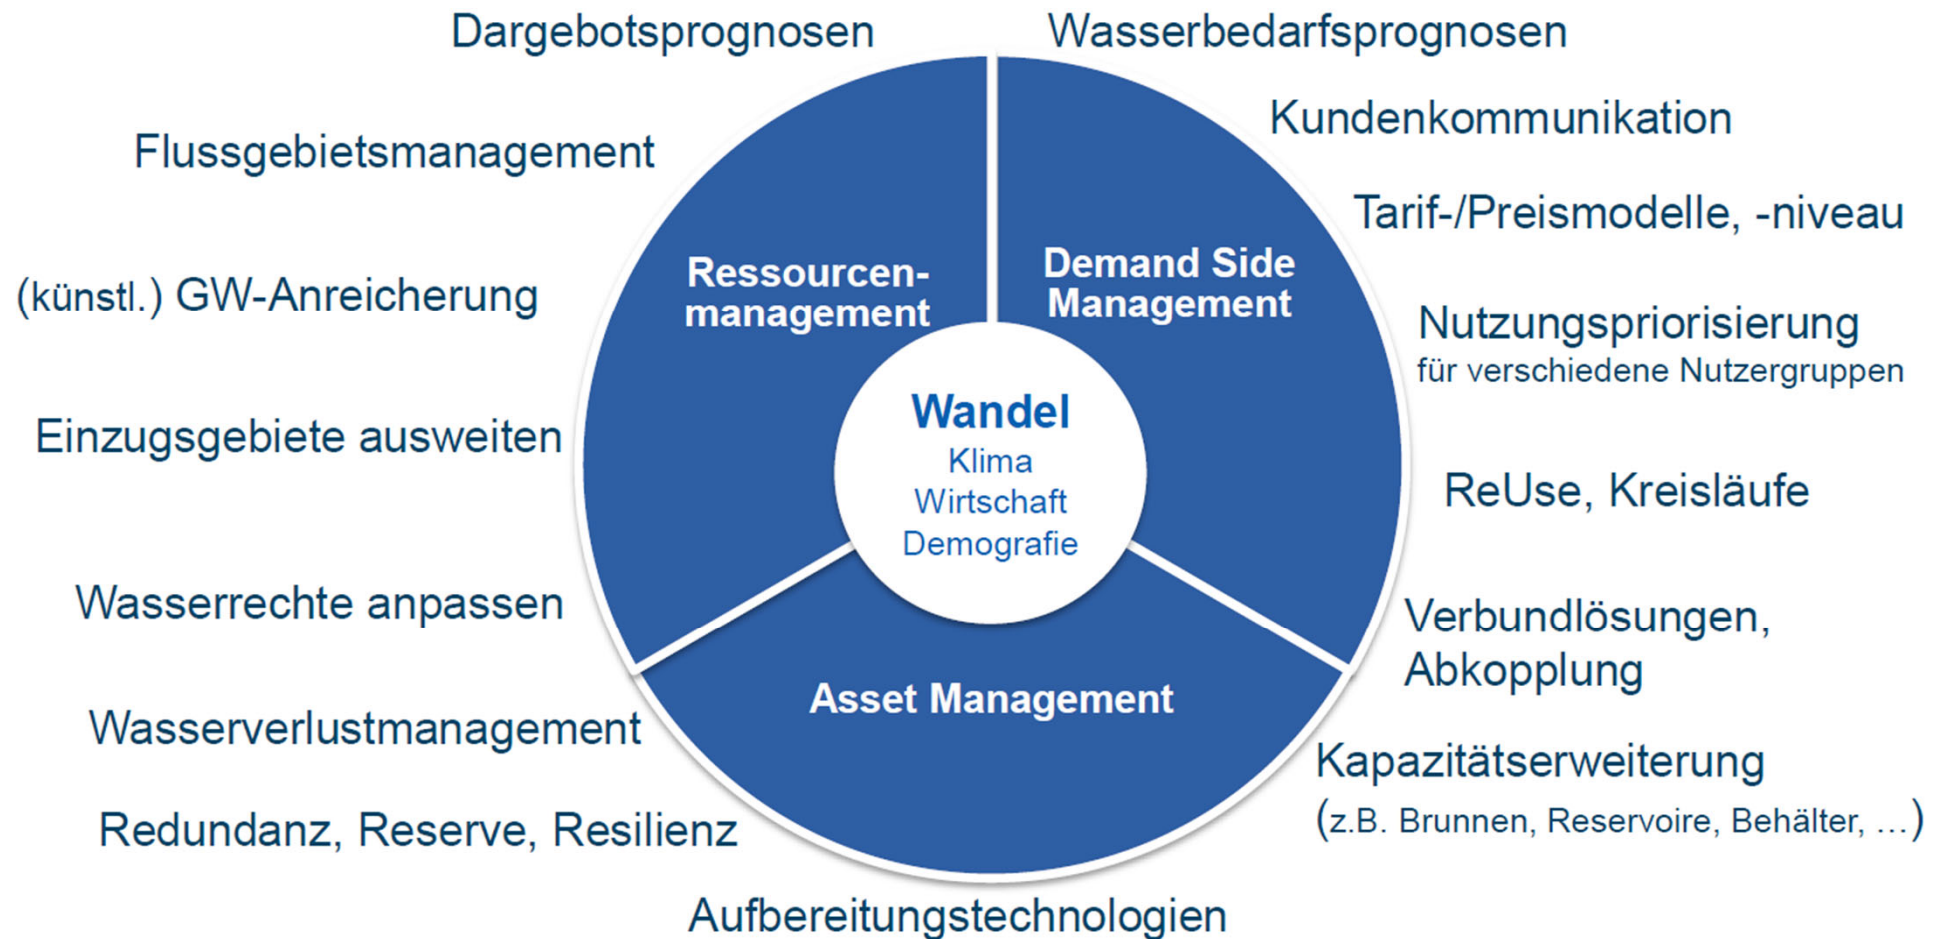 Dargebotsprognosen
Wasserbedarfsprognosen
Kundenkommunikation
Flussgebietsmanagement
Tarif-/Preismodelle, -niveau
(künstl.) GW-Anreicherung
Ressourcen-
management
Demand Side
Management
Nutzungspriorisierung
für verschiedene Nutzergruppen
Einzugsgebiete ausweiten
Wandel
Klima
Wirtschaft
Demografie
ReUse, Kreisläufe
Wasserrechte anpassen
Verbundlösungen,
Abkopplung
Asset Management
Wasserverlustmanagement
Kapazitätserweiterung
(z.B. Brunnen, Reservoire, Behälter, …)
Redundanz, Reserve, Resilienz
Aufbereitungstechnologien